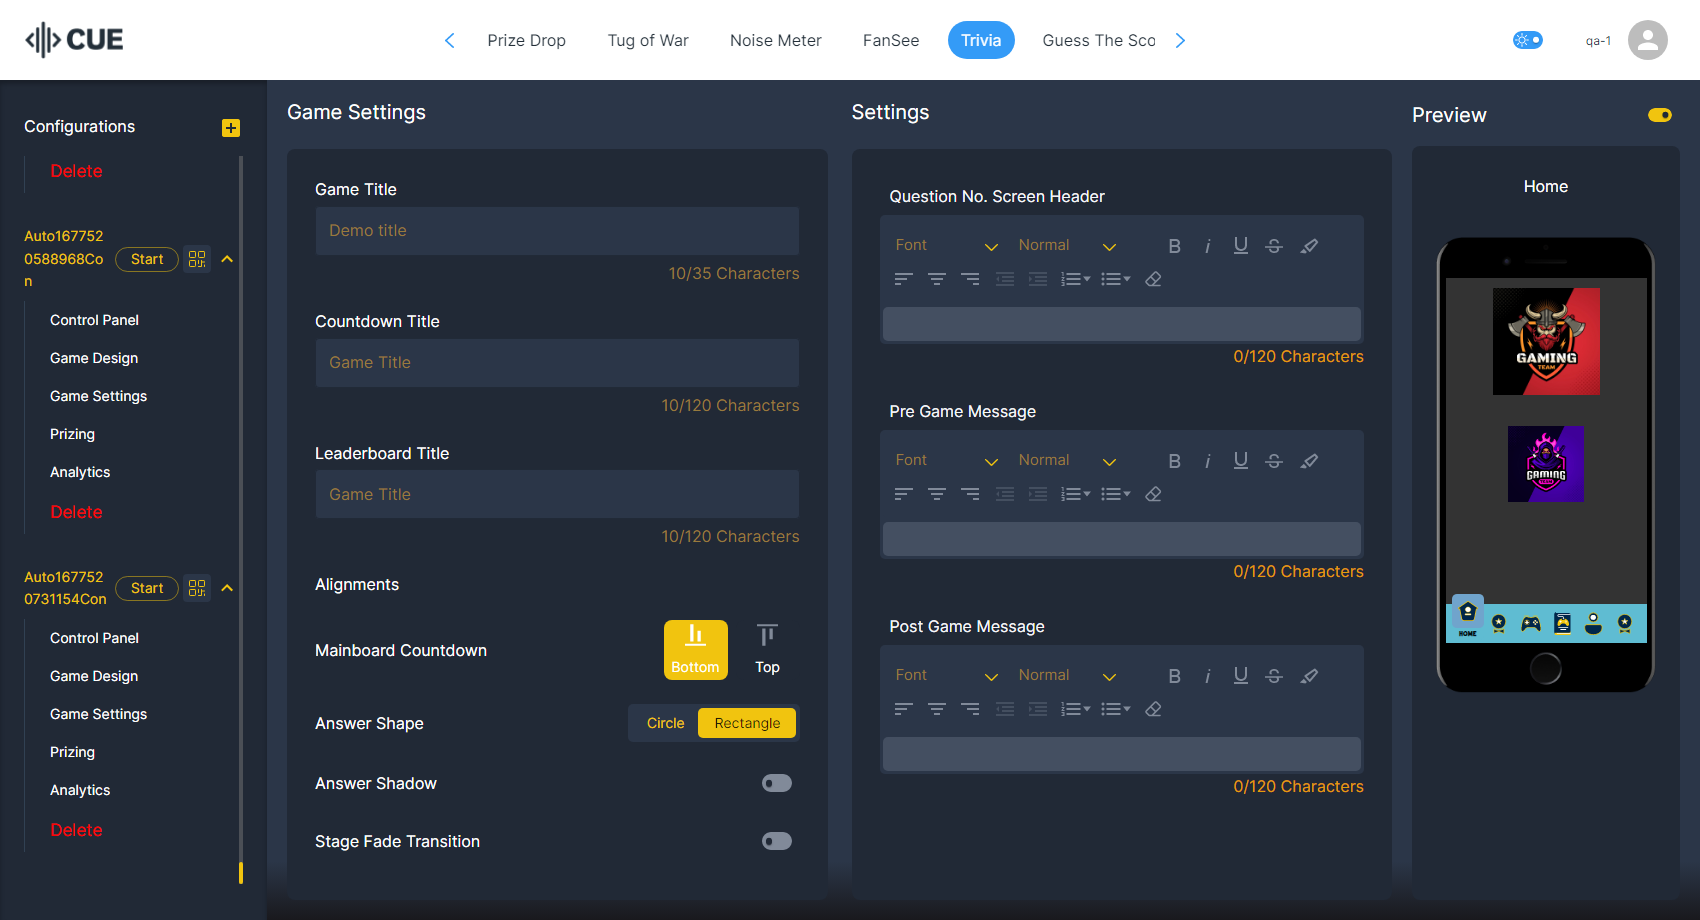 CUE
Prize Drop
Tug of War
Noise Meter
FanSee
Trivia
Guess The Sco
qa-1
Configurations
Delete
Auto167752
0588968Co
n
Start
Control Panel
Game Design
Game Settings
Prizing
Analytics
Delete
Auto167752
0731154Con
Start
Control Panel
Game Design
Game Settings
Prizing
Analytics
Delete
Game Settings
Game Title
Demo title
10/35 Characters
Countdown Title
Game Title
10/120 Characters
Leaderboard Title
Game Title
10/120 Characters
Alignments
Mainboard Countdown
Bottom
Top
Answer Shape
Circle
Rectangle
Answer Shadow
Stage Fade Transition
Settings
Question No. Screen Header
Font
Normal
B i U S
0/120 Characters
Pre Game Message
Font
Normal
B i U S
0/120 Characters
Post Game Message
Font
Normal
B i U S
0/120 Characters
Preview
Home
GAMING
TEAM
GAMING
TEAM
HOME